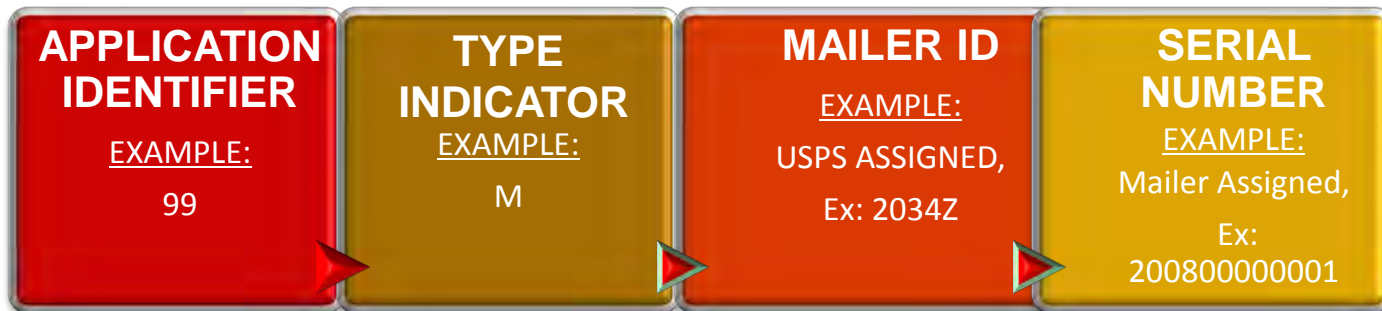 APPLICATION
IDENTIFIER
EXAMPLE:
99
TYPE
INDICATOR
EXAMPLE:
M
MAILER ID
EXAMPLE:
USPS ASSIGNED,
Ex: 2034Z
SERIAL
NUMBER
EXAMPLE:
Mailer Assigned,
Ex:
200800000001